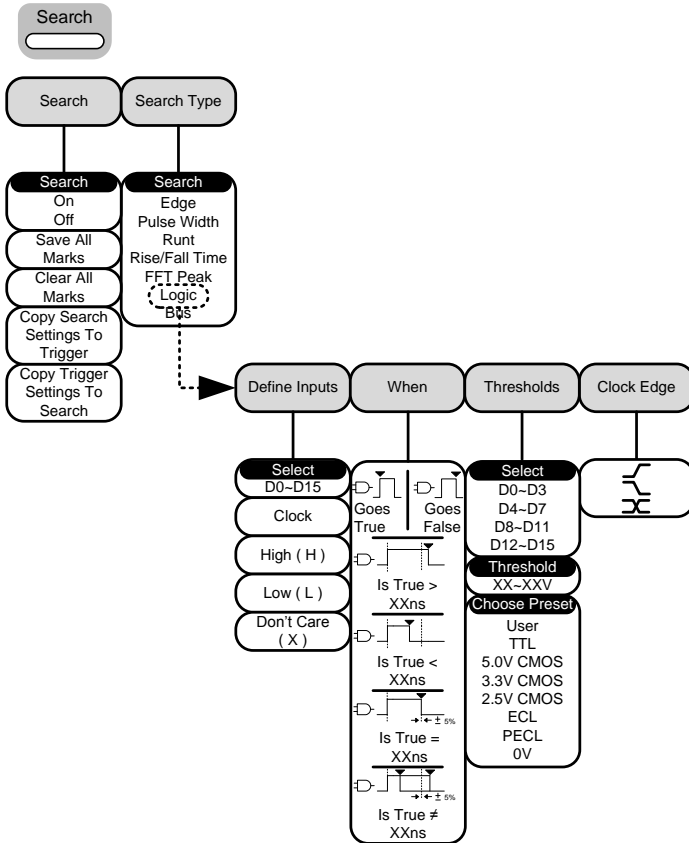 Search
Search
Search Type
Search
On
Off
Save All
Marks
Clear All
Marks
Copy Search
Settings To
Trigger
Copy Trigger
Settings To
Search
Search
Edge
Pulse Width
Runt
Rise/Fall Time
FFT Peak
Logic
Bus
Define Inputs
When
Thresholds
Clock Edge
Select
D0~D15
Clock
High ( H )
Low ( L )
Don't Care
( X )
Goes
True
Goes
False
Is True >
XXns
Is True <
XXns
± 5%
Is True =
XXns
± 5%
Is True ≠
XXns
Select
D0~D3
D4~D7
D8~D11
D12~D15
Threshold
XX~XXV
Choose Preset
User
TTL
5.0V CMOS
3.3V CMOS
2.5V CMOS
ECL
PECL
0V